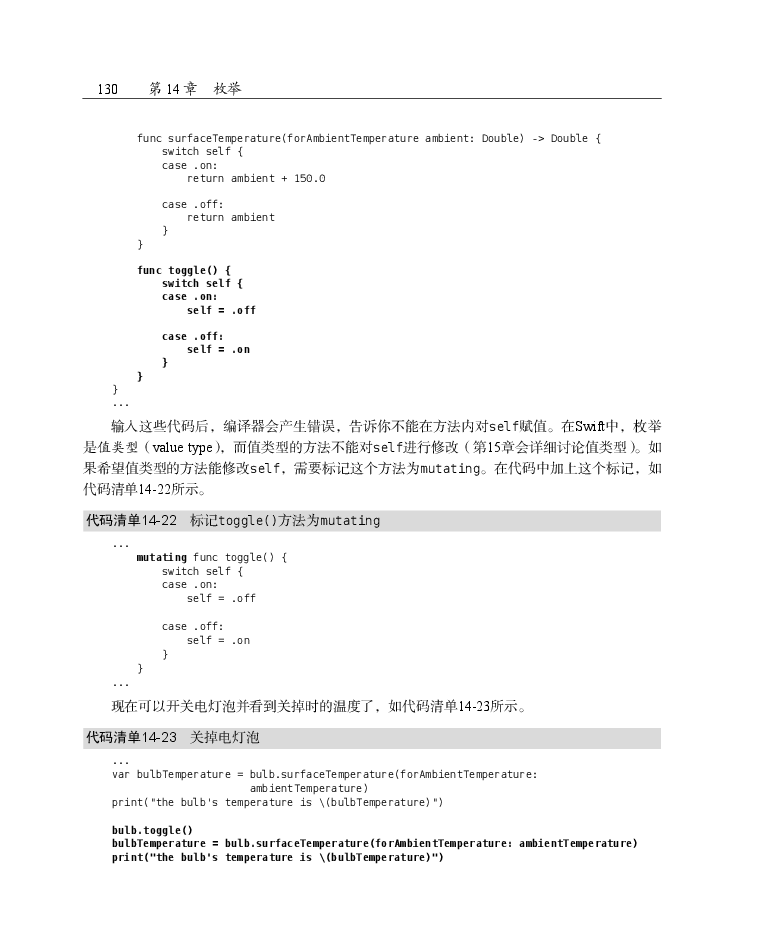 130 第 14 章 枚举
func surfaceTemperature(forAmbientTemperature ambient: Double) -> Double {
switch self {
case .on:
return ambient + 150.0
case .off:
return ambient
}
}
func toggle() {
switch self {
case .on:
self = .off
case .off:
self = .on
}
}
}
...
输入这些代码后，编译器会产生错误，告诉你不能在方法内对self赋值。在Swift中，枚举
是值类型（value type），而值类型的方法不能对self进行修改（第15章会详细讨论值类型）。如
果希望值类型的方法能修改self，需要标记这个方法为mutating。在代码中加上这个标记，如
代码清单14-22所示。
代码清单14-22 标记toggle()方法为mutating
...
mutating func toggle() {
switch self {
case .on:
self = .off
case .off:
self = .on
}
}
...
现在可以开关电灯泡并看到关掉时的温度了，如代码清单14-23所示。
代码清单14-23 关掉电灯泡
...
var bulbTemperature = bulb.surfaceTemperature(forAmbientTemperature:
ambientTemperature)
print("the bulb's temperature is \(bulbTemperature)")
bulb.toggle()
bulbTemperature = bulb.surfaceTemperature(forAmbientTemperature: ambientTemperature)
print("the bulb's temperature is \(bulbTemperature)")